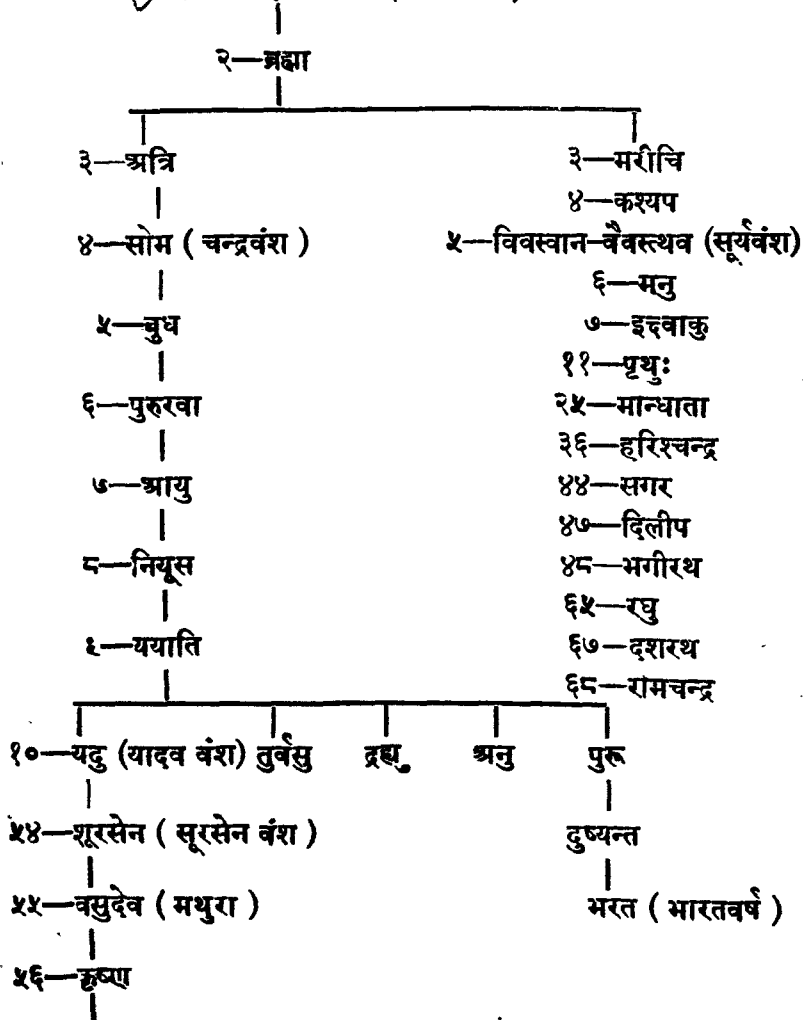 २—ब्रह्मा
३—अत्रि ३—मरीचि
४—कश्यप
४—सोम ( चन्द्रवंश ) ५—विवस्वान-वैवस्त्थव (सूर्यवंश)
६—मनु
५—बुध ७—इक्ष्वाकु
११—पृथुः
६—पुरुरवा २५—मान्धाता
३६—हरिश्चन्द्र
७—आयु ४४—सगर
४७—दिलीप
८—नियूस ४८—भगीरथ
६५—रघु
९—ययाति ६७—दशरथ
६८—रामचन्द्र
१०—यदु (यादव वंश) तुर्वसु द्रह्यु अनु पुरू
५४—शूरसेन ( सूरसेन वंश ) दुष्यन्त
५५—वसुदेव ( मथुरा ) भरत ( भारतवर्ष )
५६—कृष्ण